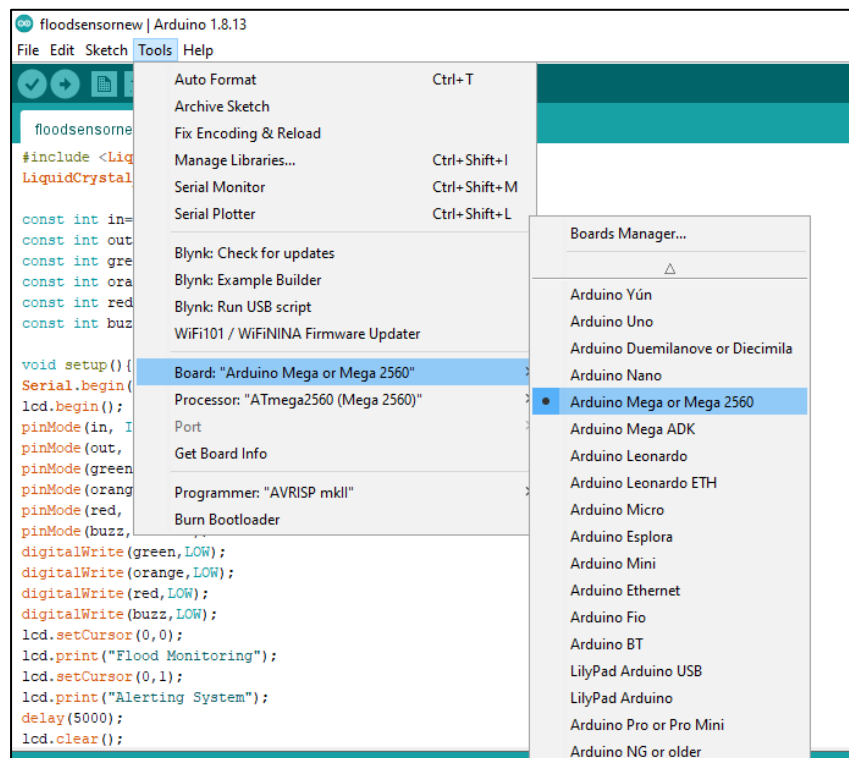 floodsensornew | Arduino 1.8.13
File Edit Sketch Tools Help
Auto Format Ctrl+T
Archive Sketch
Fix Encoding & Reload
Manage Libraries... Ctrl+Shift+I
Serial Monitor Ctrl+Shift+M
Serial Plotter Ctrl+Shift+L
Blynk: Check for updates
Blynk: Example Builder
Blynk: Run USB script
WiFi101 / WiFiNINA Firmware Updater
Board: "Arduino Mega or Mega 2560"
Processor: "ATmega2560 (Mega 2560)"
Port
Get Board Info
Programmer: "AVRISP mkII"
Burn Bootloader
Boards Manager...
Arduino Yún
Arduino Uno
Arduino Duemilanove or Diecimila
Arduino Nano
Arduino Mega or Mega 2560
Arduino Mega ADK
Arduino Leonardo
Arduino Leonardo ETH
Arduino Micro
Arduino Esplora
Arduino Mini
Arduino Ethernet
Arduino Fio
Arduino BT
LilyPad Arduino USB
LilyPad Arduino
Arduino Pro or Pro Mini
Arduino NG or older
floodsensorne
#include <Liq
LiquidCrystal
const int in=
const int out
const int gre
const int ora
const int red
const int buz
void setup(){
Serial.begin(
lcd.begin();
pinMode(in, I
pinMode(out,
pinMode(green
pinMode(orang
pinMode(red,
pinMode(buzz,
digitalWrite(green,LOW);
digitalWrite(orange,LOW);
digitalWrite(red,LOW);
digitalWrite(buzz,LOW);
lcd.setCursor(0,0);
lcd.print("Flood Monitoring");
lcd.setCursor(0,1);
lcd.print("Alerting System");
delay(5000);
lcd.clear();